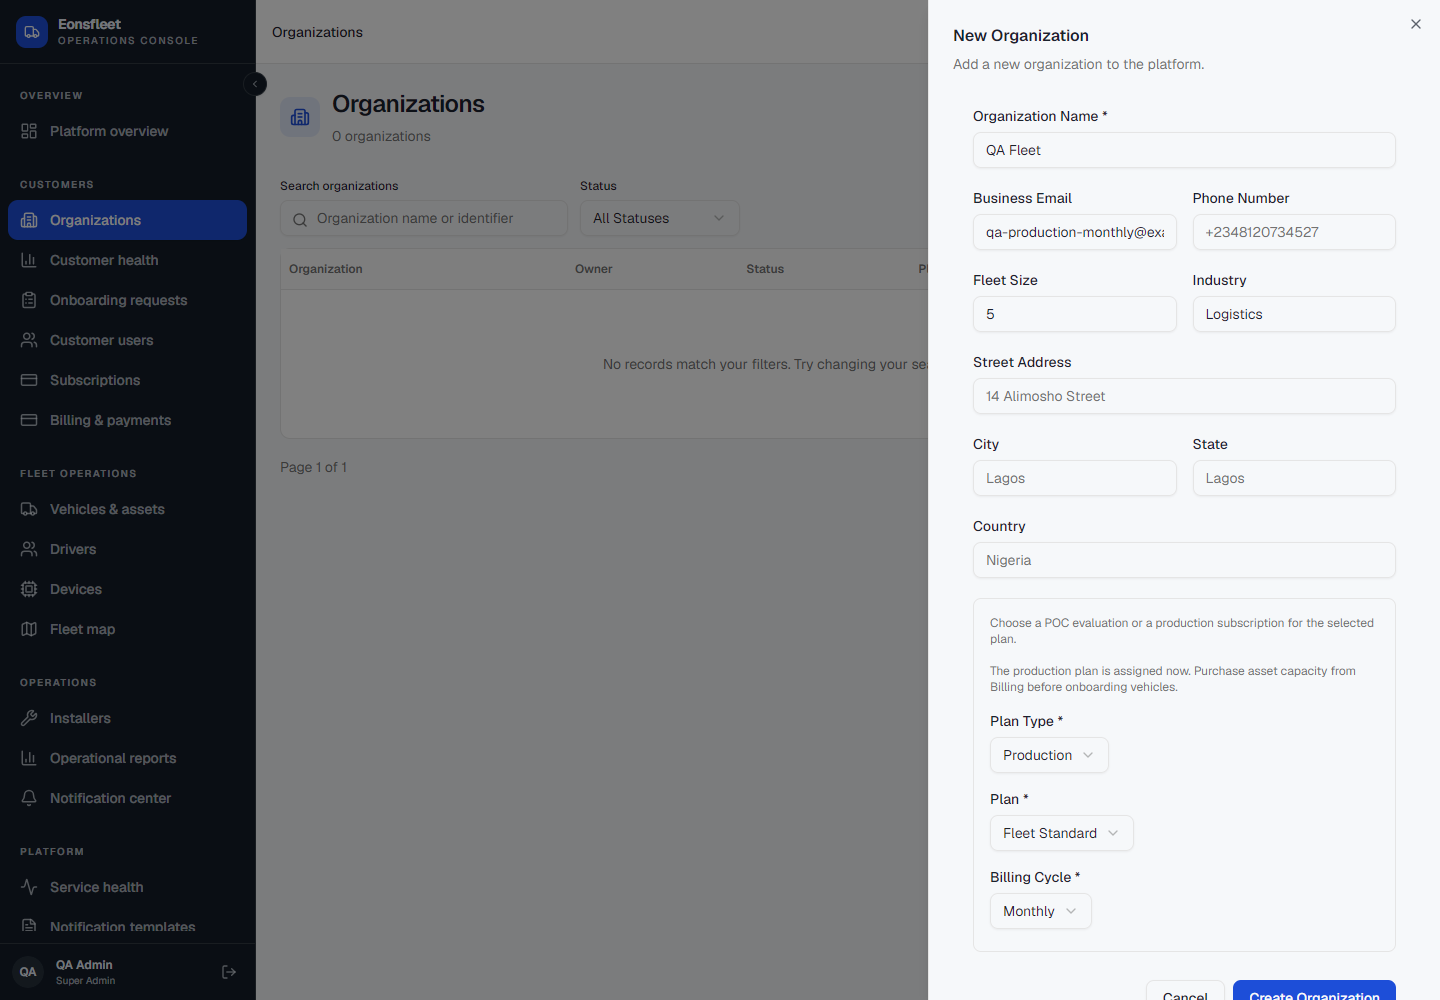 Eonsfleet
OPERATIONS CONSOLE
OVERVIEW
Platform overview
CUSTOMERS
Organizations
Customer health
Onboarding requests
Customer users
Subscriptions
Billing & payments
FLEET OPERATIONS
Vehicles & assets
Drivers
Devices
Fleet map
OPERATIONS
Installers
Operational reports
Notification center
PLATFORM
Service health
Notification templates
QA
QA Admin
Super Admin
Organizations
Organizations
0 organizations
Search organizations
Status
Organization name or identifier
All Statuses
Organization Owner Status
No records match your filters. Try changing your
Page 1 of 1
New Organization
Add a new organization to the platform.
Organization Name *
QA Fleet
Business Email
Phone Number
qa-production-monthly@exa
+2348120734527
Fleet Size
Industry
5
Logistics
Street Address
14 Alimosho Street
City
State
Lagos
Lagos
Country
Nigeria
Choose a POC evaluation or a production subscription for the selected
plan.
The production plan is assigned now. Purchase asset capacity from
Billing before onboarding vehicles.
Plan Type *
Production
Plan *
Fleet Standard
Billing Cycle *
Monthly
Cancel
Create Organization